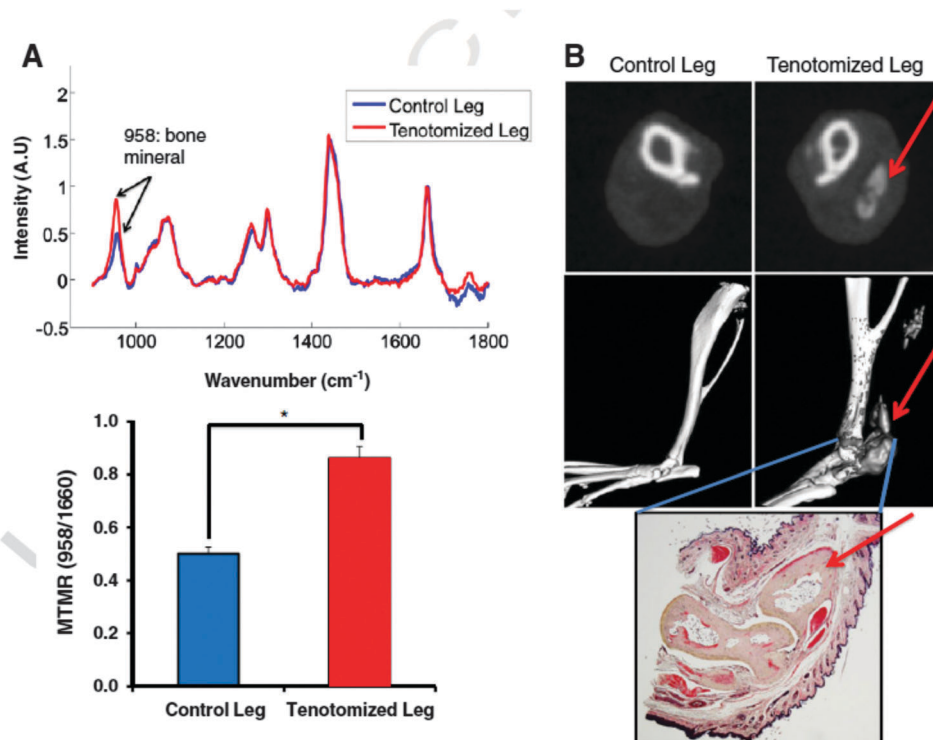 A
2
1.5
1
0.5
0
-0.5
Intensity (A.U)
958: bone
mineral
Control Leg
Tenotomized Leg
1000
1200
1400
1600
1800
Wavenumber (cm-1)
1.0
0.8
0.6
0.4
0.2
0.0
MTMR (958/1660)
*
Control Leg
Tenotomized Leg
B
Control Leg
Tenotomized Leg